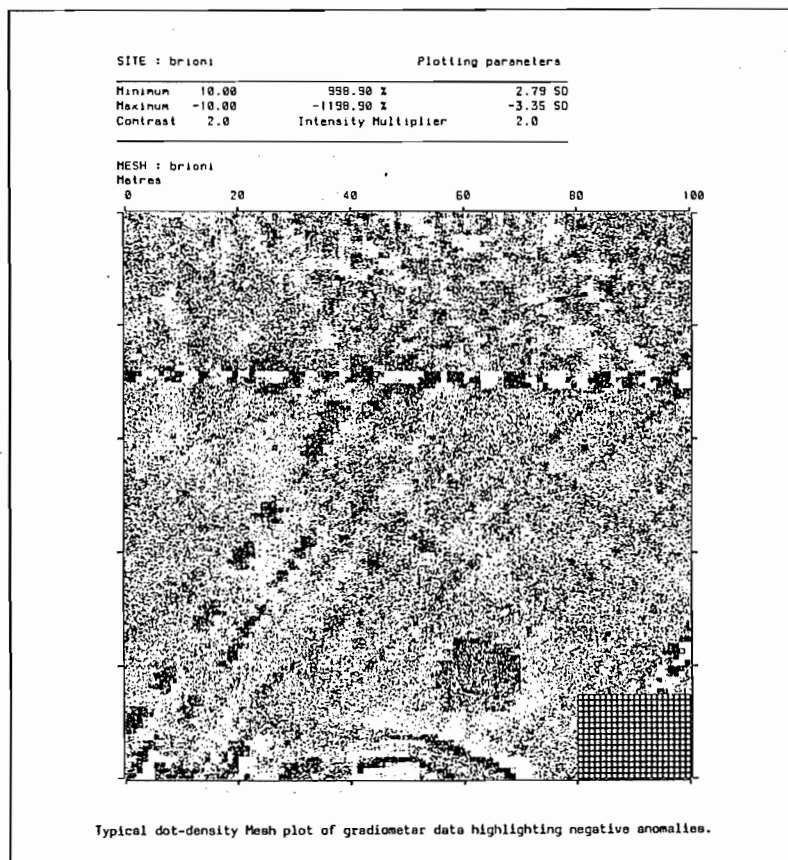 SITE : brioni Plotting parameters
Minimum 10.00 998.90 % 2.79 SD
Maximum -10.00 -1198.90 % -3.35 SD
Contrast 2.0 Intensity Multiplier 2.0
MESH : brioni
Metres
0 20 40 60 80 100
Typical dot-density Mesh plot of gradiometer data highlighting negative anomalies.